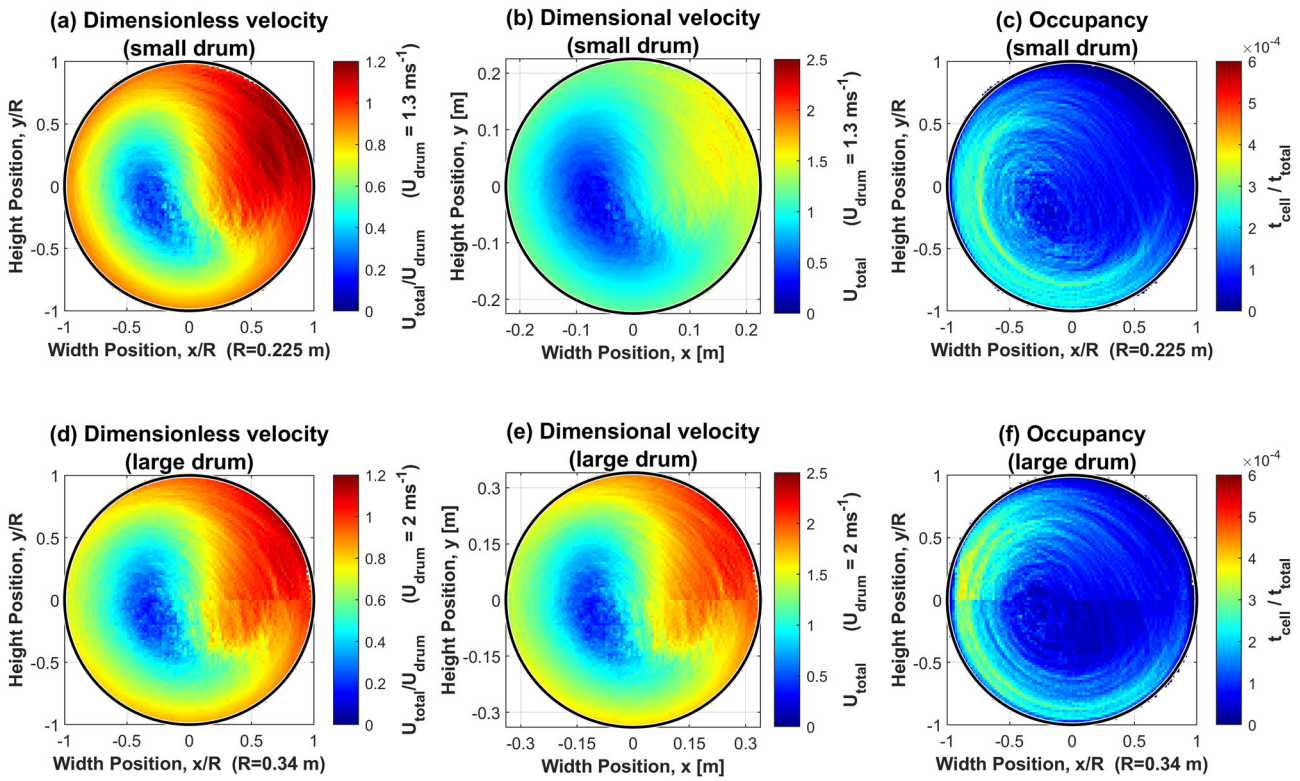 (a) Dimensionless velocity
(small drum)
Height Position, y/R
1
0.5
0
-0.5
-1
-1 -0.5 0 0.5 1
Width Position, x/R (R=0.225 m)
1.2
1
0.8
0.6
0.4
0.2
0
U_total/U_drum (U_drum = 1.3 ms⁻¹)
(b) Dimensional velocity
(small drum)
Height Position, y [m]
0.2
0.1
0
-0.1
-0.2
-0.2 -0.1 0 0.1 0.2
Width Position, x [m]
2.5
2
1.5
1
0.5
0
U_total (U_drum = 1.3 ms⁻¹)
(c) Occupancy
(small drum)
Height Position, y/R
1
0.5
0
-0.5
-1
-1 -0.5 0 0.5 1
Width Position, x/R (R=0.225 m)
×10⁻⁴
6
5
4
3
2
1
0
t_cell / t_total
(d) Dimensionless velocity
(large drum)
Height Position, y/R
1
0.5
0
-0.5
-1
-1 -0.5 0 0.5 1
Width Position, x/R (R=0.34 m)
1.2
1
0.8
0.6
0.4
0.2
0
U_total/U_drum (U_drum = 2 ms⁻¹)
(e) Dimensional velocity
(large drum)
Height Position, y [m]
0.3
0.15
0
-0.15
-0.3
-0.3 -0.15 0 0.15 0.3
Width Position, x [m]
2.5
2
1.5
1
0.5
0
U_total (U_drum = 2 ms⁻¹)
(f) Occupancy
(large drum)
Height Position, y/R
1
0.5
0
-0.5
-1
-1 -0.5 0 0.5 1
Width Position, x/R (R=0.34 m)
×10⁻⁴
6
5
4
3
2
1
0
t_cell / t_total